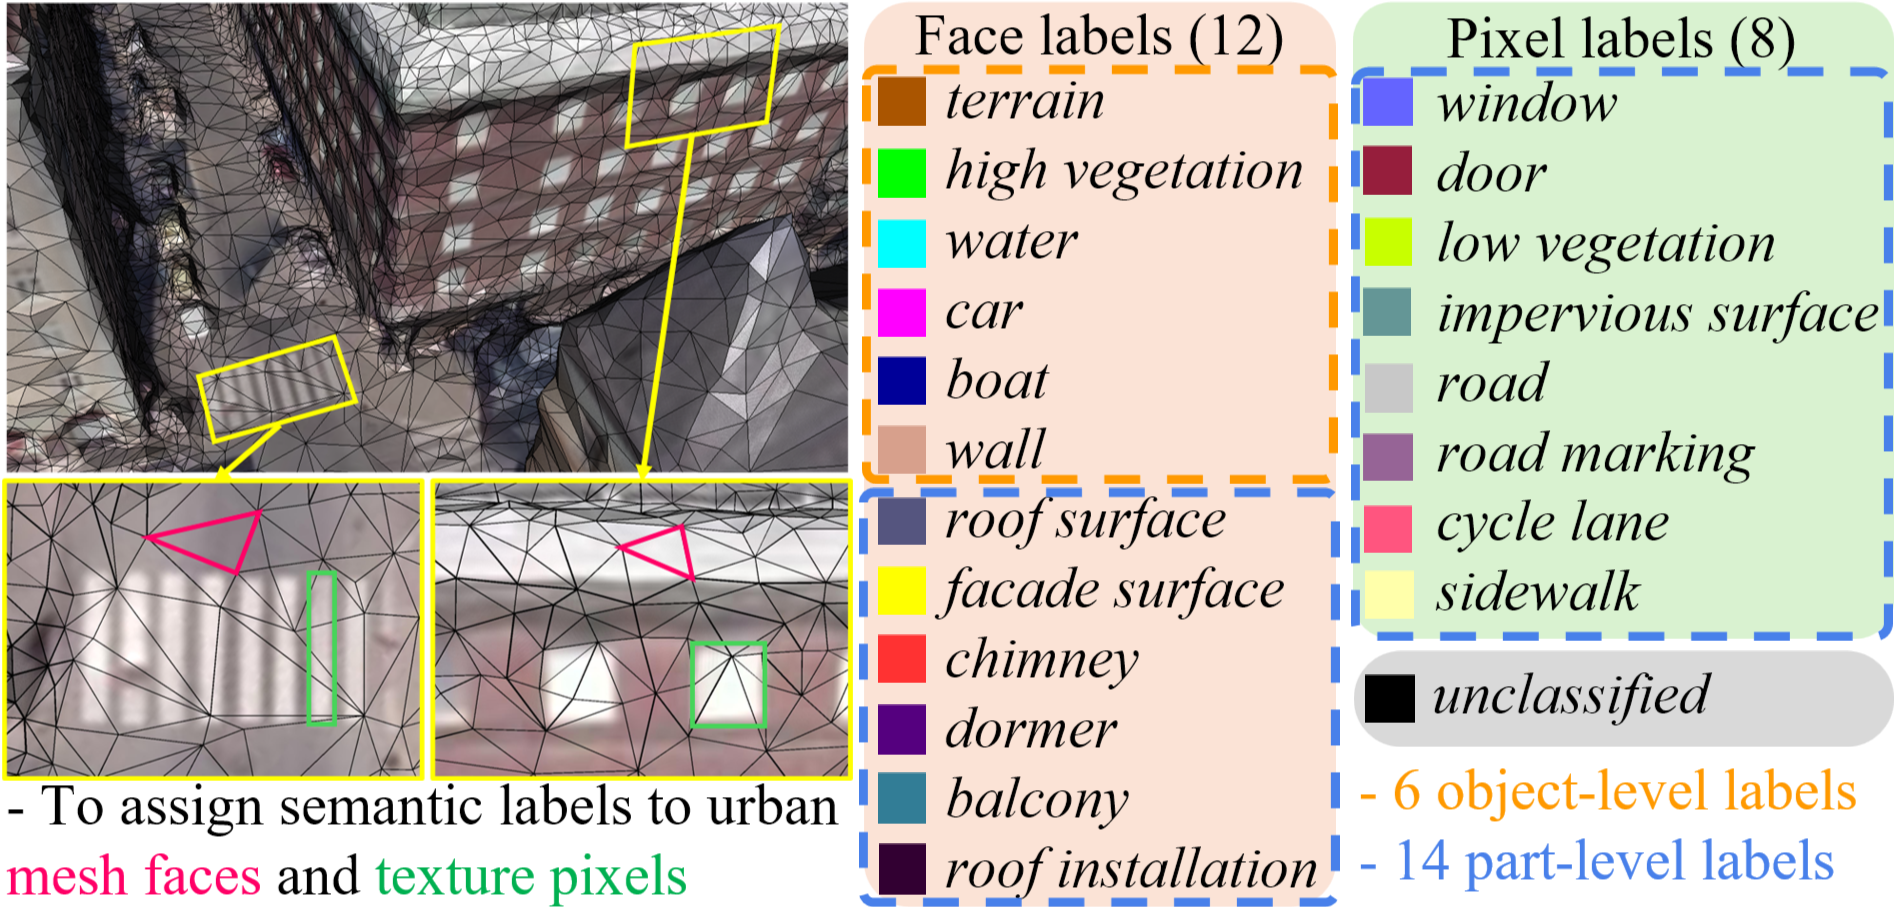 Face labels (12)
terrain
high vegetation
water
car
boat
wall
roof surface
facade surface
chimney
dormer
balcony
roof installation
Pixel labels (8)
window
door
low vegetation
impervious surface
road
road marking
cycle lane
sidewalk
unclassified
- 6 object-level labels
- 14 part-level labels
- To assign semantic labels to urban
mesh faces and texture pixels